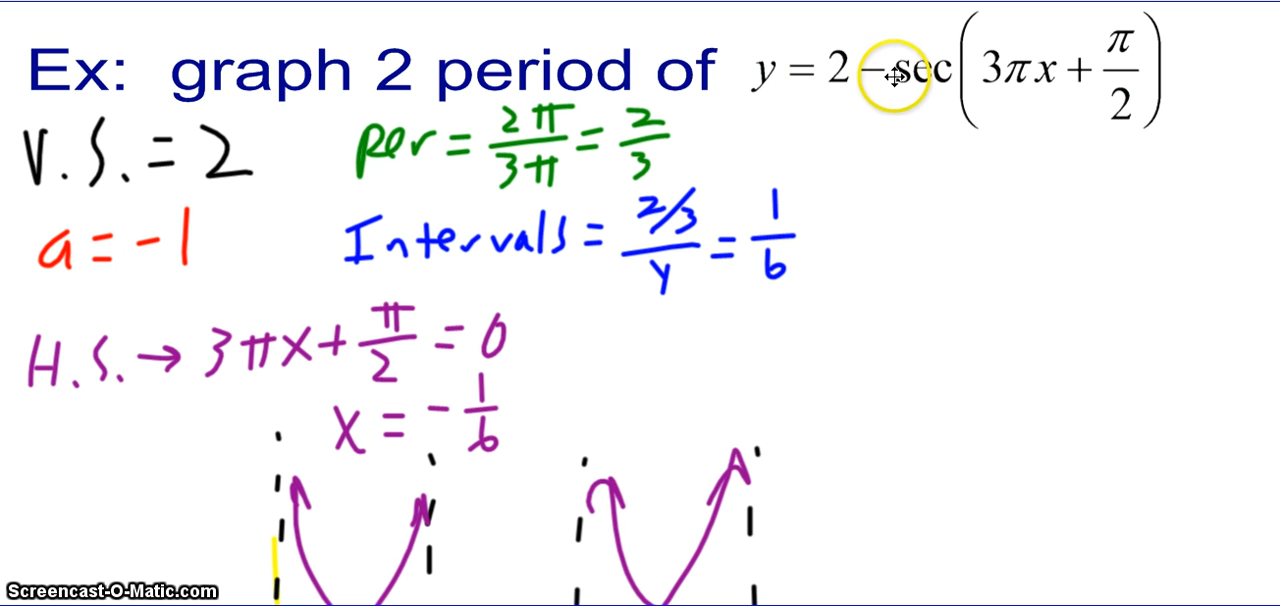 Ex: graph 2 period of y = 2 − sec(3πx + π/2)
V.S. = 2
per = 2π/3π = 2/3
a = -1
Intervals = 2/3/4 = 1/6
H.S. → 3πx + π/2 = 0
x = -1/6
Screencast-O-Matic.com